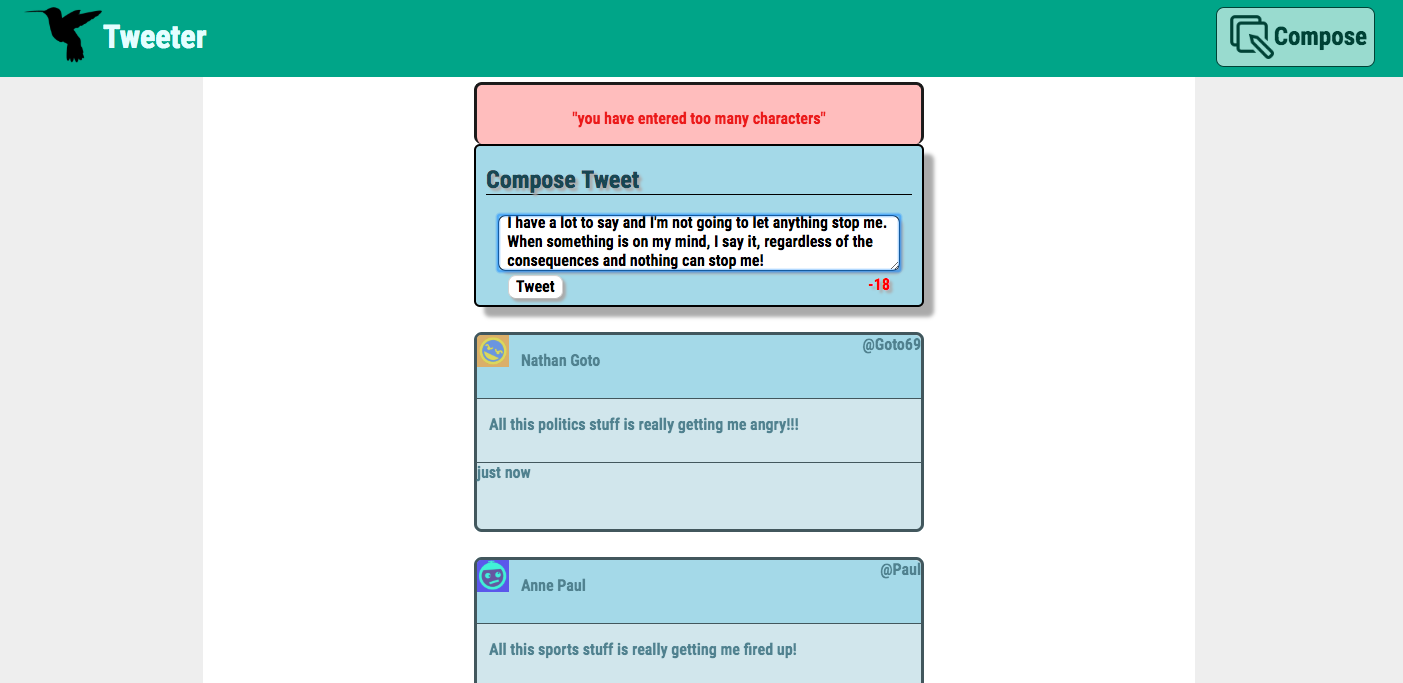 Tweeter
Compose
"you have entered too many characters"
Compose Tweet
I have a lot to say and I'm not going to let anything stop me.
When something is on my mind, I say it, regardless of the
consequences and nothing can stop me!
Tweet
-18
Nathan Goto
@Goto69
All this politics stuff is really getting me angry!!!
just now
Anne Paul
@Paul
All this sports stuff is really getting me fired up!